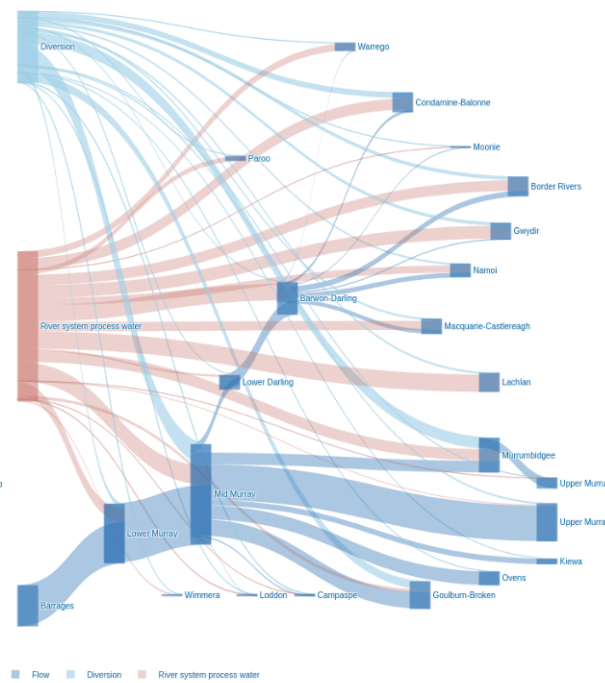 Diversion
Warrego
Condamine-Balonne
Moonie
Paroo
Border Rivers
Gwydir
Namoi
Barwon-Darling
River system process water
Macquarie-Castlereagh
Lower Darling
Lachlan
Murrumbidgee
Upper
Mid Murray
Upper
Lower Murray
Kiewa
Ovens
Wimmera
Loddon
Campaspe
Goulburn-Broken
Barrages
Flow
Diversion
River system process water